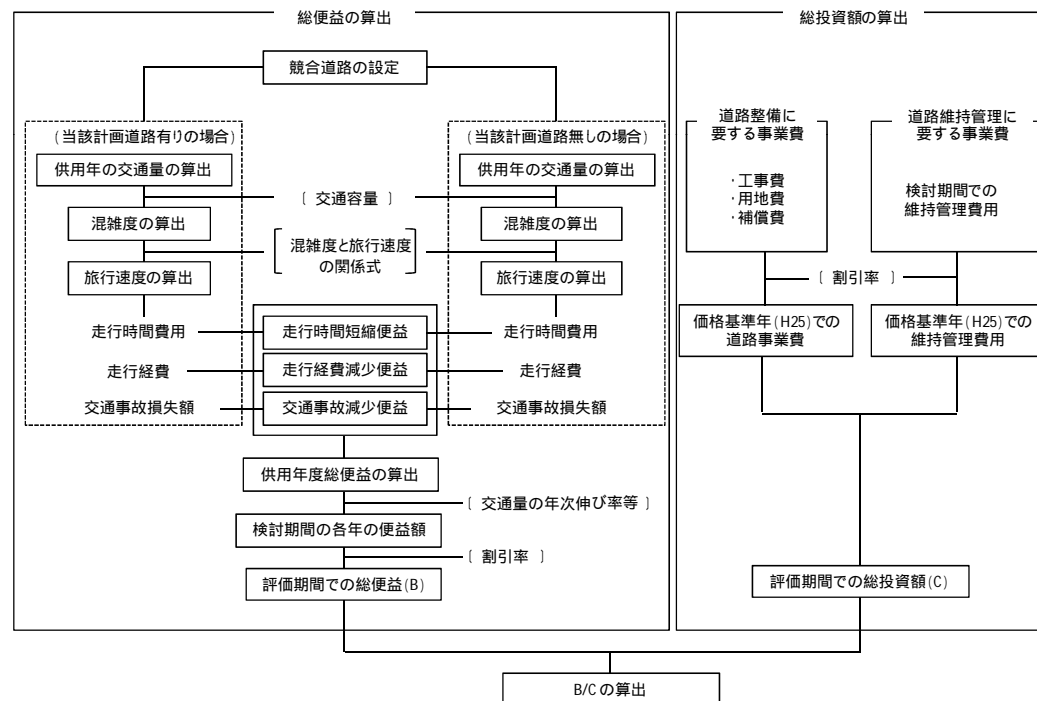 総便益の算出
競合道路の設定
(当該計画道路有りの場合)
供用年の交通量の算出
混雑度の算出
旅行速度の算出
走行時間費用
走行経費
交通事故損失額
〔 交通容量 〕
混雑度と旅行速度
の関係式
走行時間短縮便益
走行経費減少便益
交通事故減少便益
(当該計画道路無しの場合)
供用年の交通量の算出
混雑度の算出
旅行速度の算出
走行時間費用
走行経費
交通事故損失額
供用年度総便益の算出
〔 交通量の年次伸び率等 〕
検討期間の各年の便益額
〔 割引率 〕
評価期間での総便益(B)
総投資額の算出
道路整備に
要する事業費
・工事費
・用地費
・補償費
道路維持管理に
要する事業費
検討期間での
維持管理費用
〔 割引率 〕
価格基準年(H25)での
道路事業費
価格基準年(H25)での
維持管理費用
評価期間での総投資額(C)
B/Cの算出